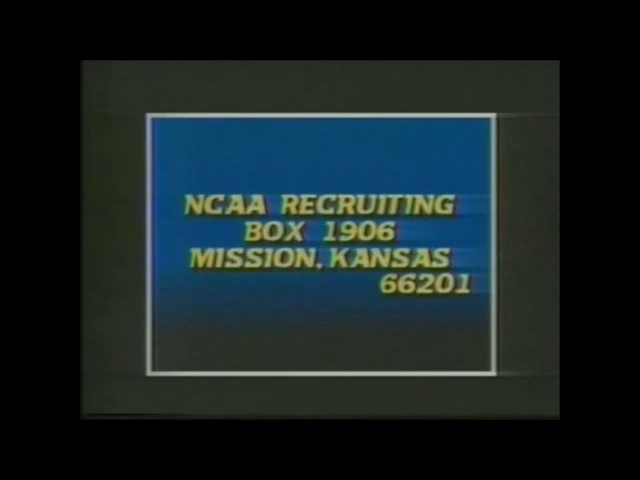 NCAA RECRUITING
BOX 1906
MISSION, KANSAS
66201